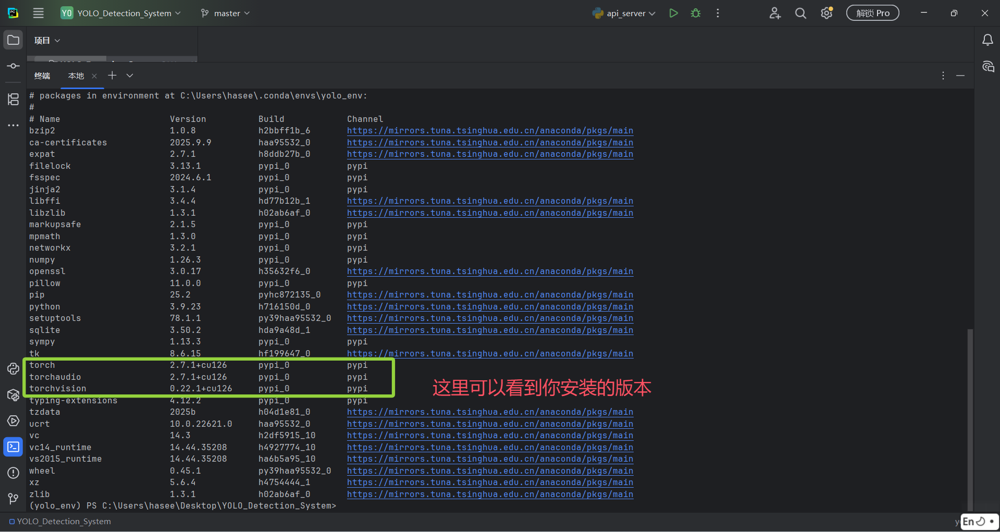 YO YOLO_Detection_System master api_server 解锁 Pro
项目
终端 本地
# packages in environment at C:\Users\hasee\.conda\envs\yolo_env:
#
# Name Version Build Channel
bzip2 1.0.8 h2bbff1b_6 https://mirrors.tuna.tsinghua.edu.cn/anaconda/pkgs/main
ca-certificates 2025.9.9 haa95532_0 https://mirrors.tuna.tsinghua.edu.cn/anaconda/pkgs/main
expat 2.7.1 h8ddb27b_0 https://mirrors.tuna.tsinghua.edu.cn/anaconda/pkgs/main
filelock 3.13.1 pypi_0 pypi
fsspec 2024.6.1 pypi_0 pypi
jinja2 3.1.4 pypi_0 pypi
libffi 3.4.4 hd77b12b_1 https://mirrors.tuna.tsinghua.edu.cn/anaconda/pkgs/main
libzlib 1.3.1 h02ab6af_0 https://mirrors.tuna.tsinghua.edu.cn/anaconda/pkgs/main
markupsafe 2.1.5 pypi_0 pypi
mpmath 1.3.0 pypi_0 pypi
networkx 3.2.1 pypi_0 pypi
numpy 1.26.3 pypi_0 pypi
openssl 3.0.17 h35632f6_0 https://mirrors.tuna.tsinghua.edu.cn/anaconda/pkgs/main
pillow 11.0.0 pypi_0 pypi
pip 25.2 pyhc872135_0 https://mirrors.tuna.tsinghua.edu.cn/anaconda/pkgs/main
python 3.9.23 h716150d_0 https://mirrors.tuna.tsinghua.edu.cn/anaconda/pkgs/main
setuptools 78.1.1 py39haa95532_0 https://mirrors.tuna.tsinghua.edu.cn/anaconda/pkgs/main
sqlite 3.50.2 hda9a48d_1 https://mirrors.tuna.tsinghua.edu.cn/anaconda/pkgs/main
sympy 1.13.3 pypi_0 pypi
tk 8.6.15 hf199647_0 https://mirrors.tuna.tsinghua.edu.cn/anaconda/pkgs/main
torch 2.7.1+cu126 pypi_0 pypi
torchaudio 2.7.1+cu126 pypi_0 pypi
torchvision 0.22.1+cu126 pypi_0 pypi
这里可以看到你安装的版本
typing-extensions 4.12.2 pypi_0 pypi
tzdata 2025b h04d1e81_0 https://mirrors.tuna.tsinghua.edu.cn/anaconda/pkgs/main
ucrt 10.0.22621.0 haa95532_0 https://mirrors.tuna.tsinghua.edu.cn/anaconda/pkgs/main
vc 14.3 h2df5915_10 https://mirrors.tuna.tsinghua.edu.cn/anaconda/pkgs/main
vc14_runtime 14.44.35208 h4927774_10 https://mirrors.tuna.tsinghua.edu.cn/anaconda/pkgs/main
vs2015_runtime 14.44.35208 ha6b5a95_10 https://mirrors.tuna.tsinghua.edu.cn/anaconda/pkgs/main
wheel 0.45.1 py39haa95532_0 https://mirrors.tuna.tsinghua.edu.cn/anaconda/pkgs/main
xz 5.6.4 h4754444_1 https://mirrors.tuna.tsinghua.edu.cn/anaconda/pkgs/main
zlib 1.3.1 h02ab6af_0 https://mirrors.tuna.tsinghua.edu.cn/anaconda/pkgs/main
(yolo_env) PS C:\Users\hasee\Desktop\YOLO_Detection_System>
YOLO_Detection_System En